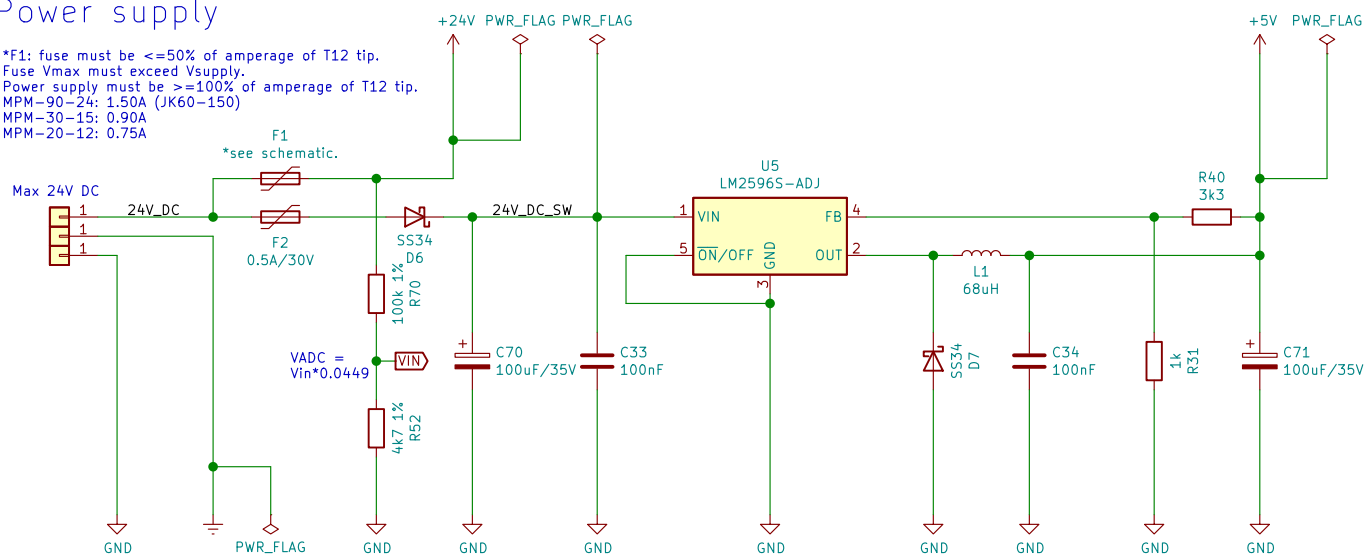 Power supply
*F1: fuse must be <=50% of amperage of T12 tip.
Fuse Vmax must exceed Vsupply.
Power supply must be >=100% of amperage of T12 tip.
MPM-90-24: 1.50A (JK60-150)
MPM-30-15: 0.90A
MPM-20-12: 0.75A
+24V PWR_FLAG PWR_FLAG
+5V PWR_FLAG
F1
*see schematic.
Max 24V DC
1
1
1
24V_DC
F2
0.5A/30V
SS34
D6
24V_DC_SW
U5
LM2596S-ADJ
1 VIN
5 ON/OFF
GND
3
FB 4
OUT 2
R40
3k3
L1
68uH
100k 1%
R70
VADC =
Vin*0.0449
VIN
4k7 1%
R52
+
C70
100uF/35V
C33
100nF
SS34
D7
C34
100nF
1k
R31
+
C71
100uF/35V
GND
PWR_FLAG
GND
GND
GND
GND
GND
GND
GND
GND